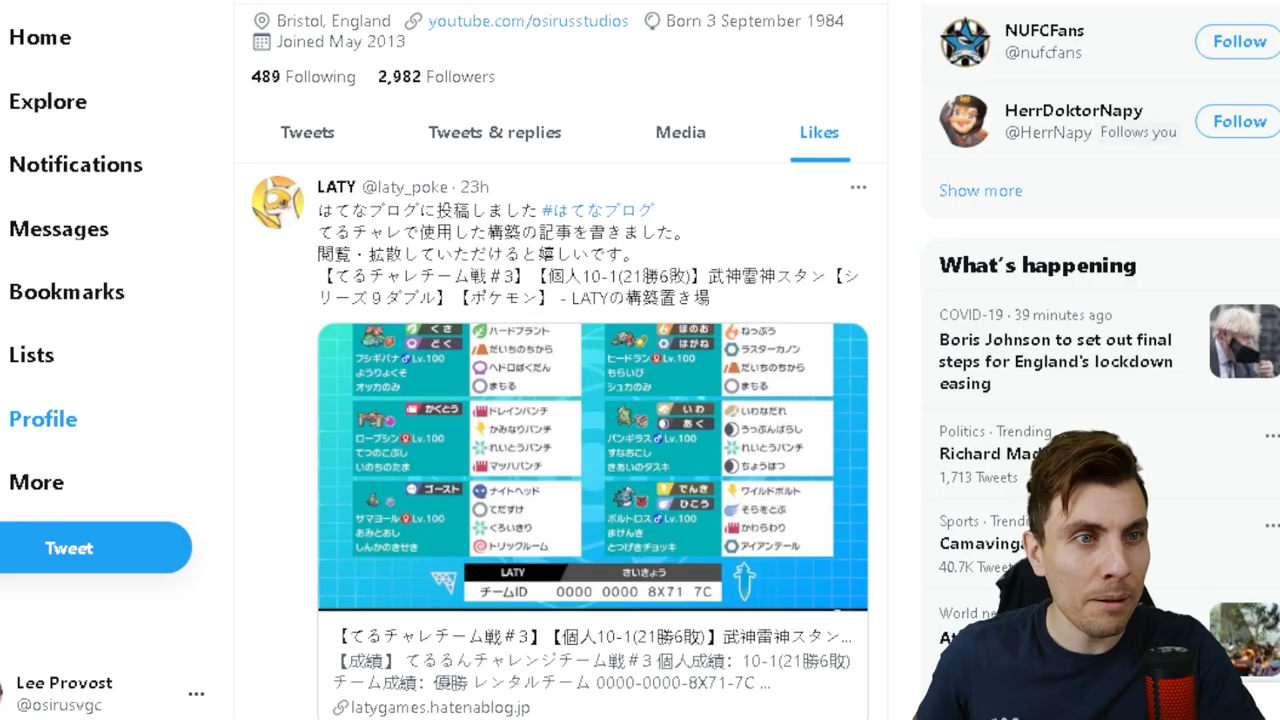 Home
Explore
Notifications
Messages
Bookmarks
Lists
Profile
More
Tweet
Lee Provost
@osirusvgc
Bristol, England youtube.com/osirusstudios Born 3 September 1984
Joined May 2013
489 Following 2,982 Followers
Tweets Tweets & replies Media Likes
LATY @laty_poke · 23h
はてなブログに投稿しました #はてなブログ
てるチャレで使用した構築の記事を書きました。
閲覧・拡散していただけると嬉しいです。
【てるチャレチーム戦#3】【個人10-1(21勝6敗)】武神雷神スタン【シ
リーズ９ダブル】【ポケモン】 - LATYの構築置き場
くさ
どく
フシギバナ♂Lv.100
ようりょくそ
オッカのみ
ハードプラント
だいちのちから
ヘドロばくだん
まもる
ほのお
はがね
ヒードラン♀Lv.100
もらいび
シュカのみ
ねっぷう
ラスターカノン
だいちのちから
まもる
かくとう
ローブシン♀Lv.100
てつのこぶし
いのちのたま
ドレインパンチ
かみなりパンチ
れいとうパンチ
マッハパンチ
いわ
あく
バンギラス♂Lv.100
すなおこし
きあいのタスキ
いわなだれ
うっぷんばらし
れいとうパンチ
ちょうはつ
ゴースト
サマヨール♀Lv.100
おみとおし
しんかのきせき
ナイトヘッド
てだすけ
くろいきり
トリックルーム
でんき
ひこう
ボルトロス♂Lv.100
まけんき
とつげきチョッキ
ワイルドボルト
そらをとぶ
かわらわり
アイアンテール
LATY さいきょう
チームID 0000 0000 8X71 7C
【てるチャレチーム戦#3】【個人10-1(21勝6敗)】武神雷神スタン...
【成績】 てるるんチャレンジチーム戦#3 個人成績：10-1(21勝6敗)
チーム成績：優勝 レンタルチーム 0000-0000-8X71-7C ...
latygames.hatenablog.jp
NUFCFans
@nufcfans
Follow
HerrDoktorNapy
@HerrNapy Follows you
Follow
Show more
What's happening
COVID-19 · 39 minutes ago
Boris Johnson to set out final
steps for England's lockdown
easing
Politics · Trending
Richard
1,713 Tweets
Sports ·
40.7K
World